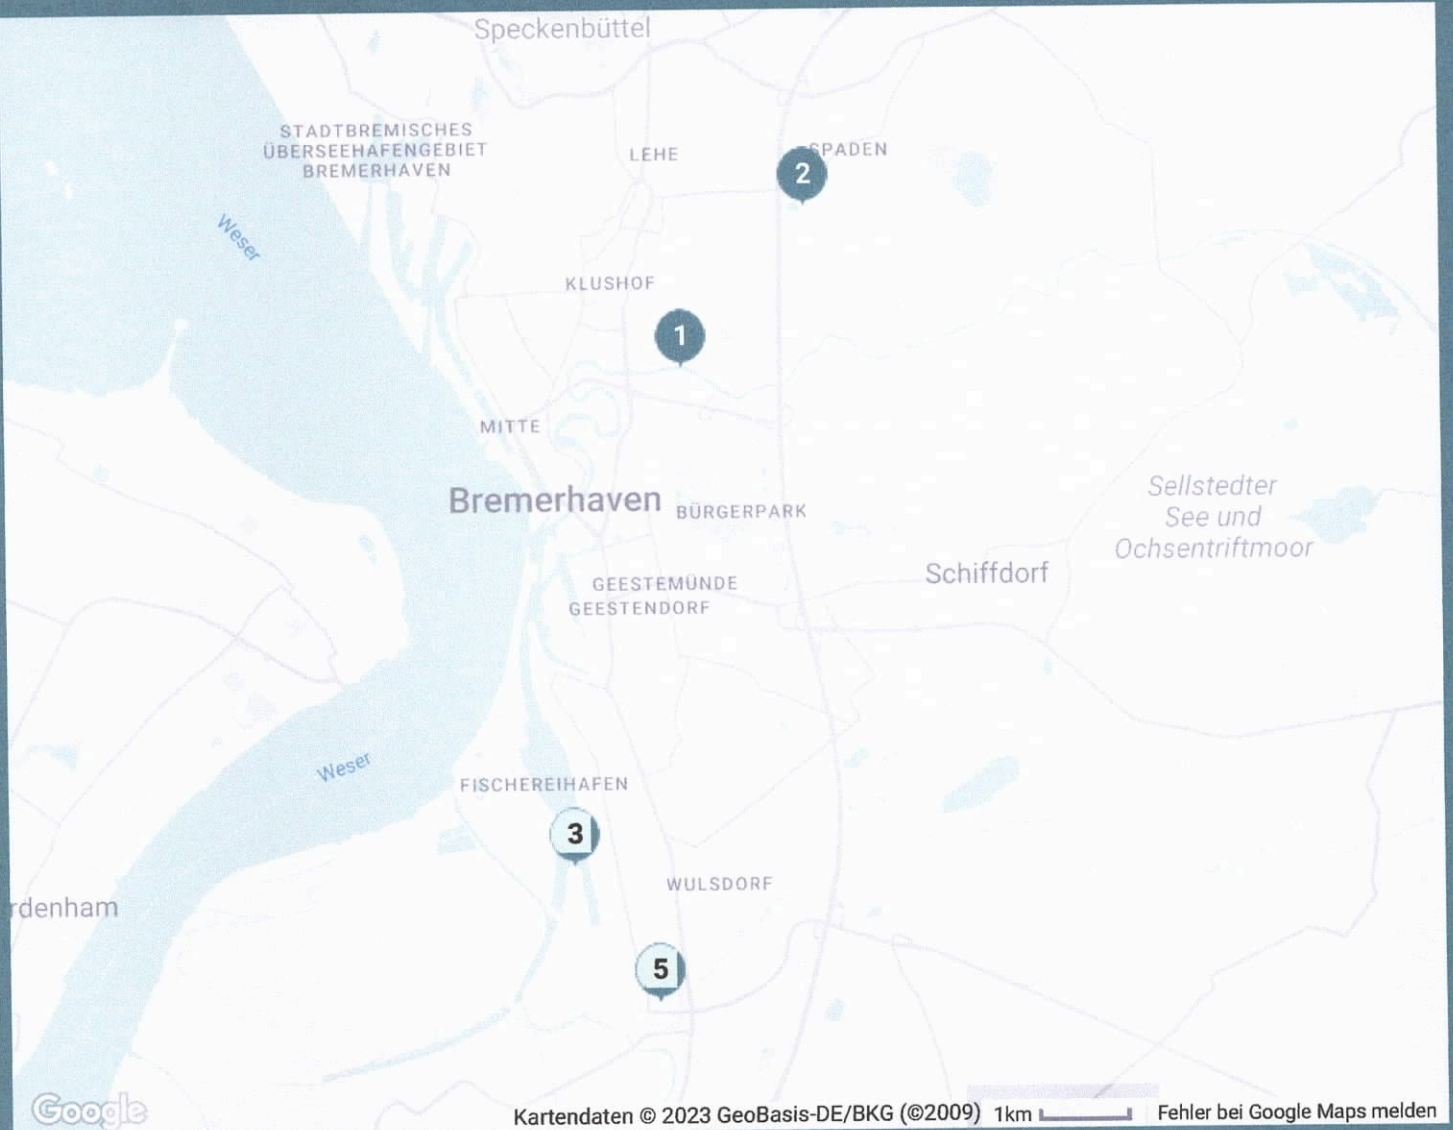 Speckenbüttel
STADTBREMISCHES
ÜBERSEEHAFENGEBIET
BREMERHAVEN
LEHE
SPADEN
2
Weser
KLUSHOF
1
MITTE
Bremerhaven
BÜRGERPARK
Sellstedter
See und
Ochsentriftmoor
Schiffdorf
GEESTEMÜNDE
GEESTENDORF
Weser
FISCHEREIHAFEN
3
WULSDORF
rdenham
5
Google
Kartendaten © 2023 GeoBasis-DE/BKG (©2009) 1km Fehler bei Google Maps melden